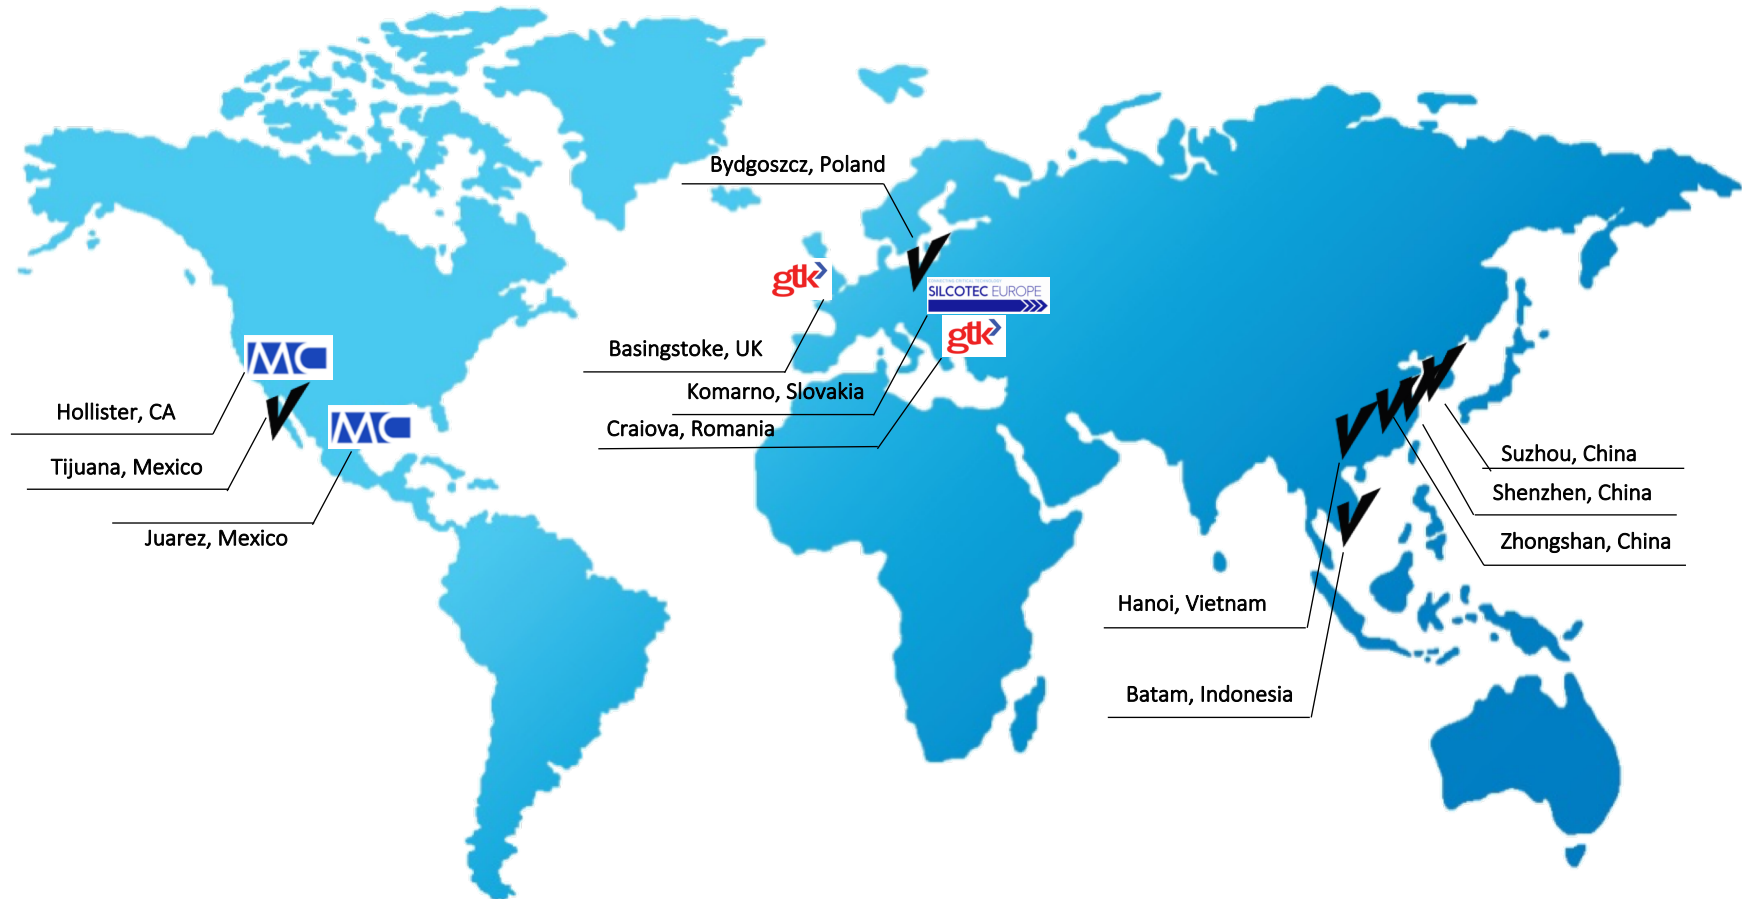 Bydgoszcz, Poland
gtk
SILCOTEC EUROPE
gtk
Basingstoke, UK
Komarno, Slovakia
Craiova, Romania
MC
Hollister, CA
MC
Tijuana, Mexico
Juarez, Mexico
Suzhou, China
Shenzhen, China
Zhongshan, China
Hanoi, Vietnam
Batam, Indonesia